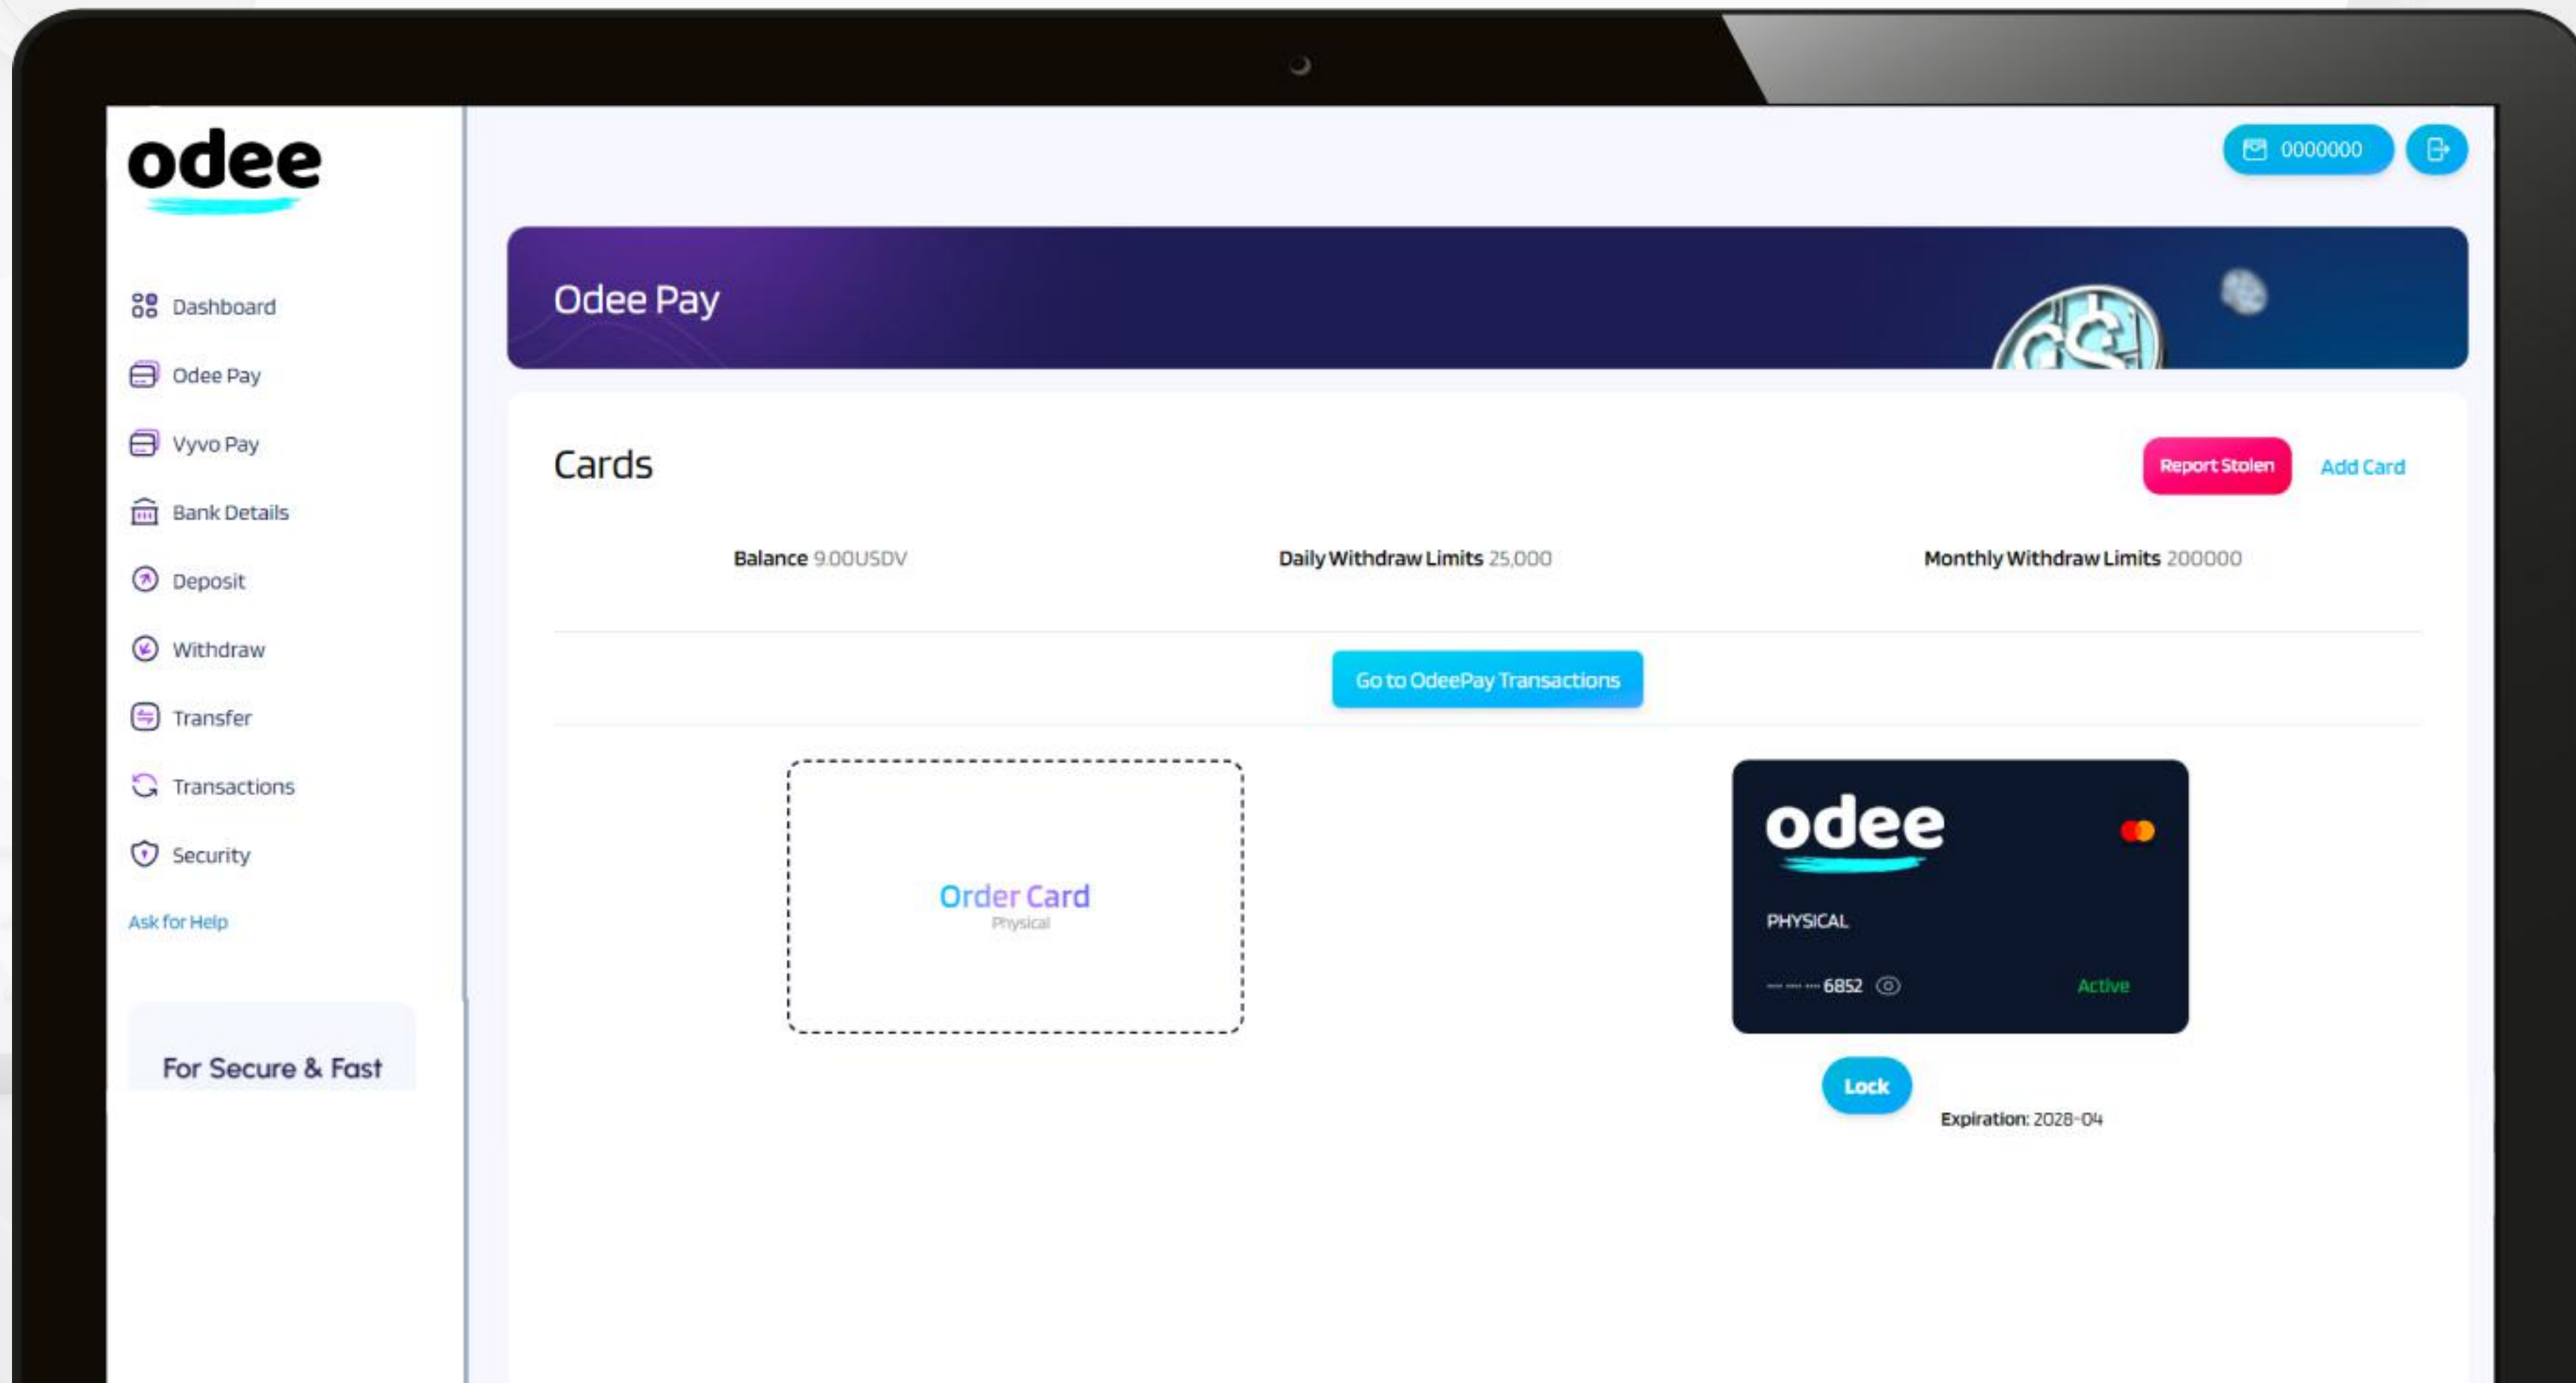 odee
0000000
Dashboard
Odee Pay
Vyvo Pay
Bank Details
Deposit
Withdraw
Transfer
Transactions
Security
Ask for Help
For Secure & Fast
Odee Pay
Cards
Report Stolen
Add Card
Balance 9.00USDV
Daily Withdraw Limits 25,000
Monthly Withdraw Limits 200000
Go to OdeePay Transactions
Order Card
Physical
odee
PHYSICAL
•••• •••• •••• 6852
Active
Lock
Expiration: 2028-04